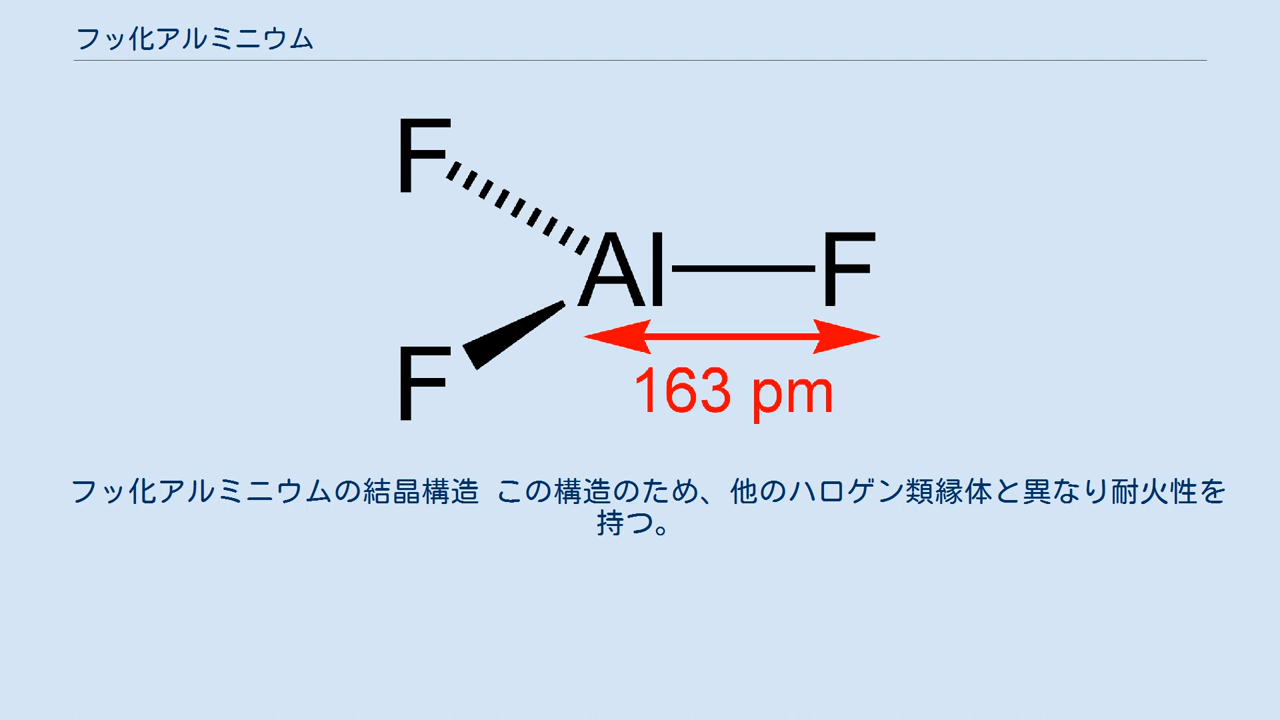 フッ化アルミニウム
F
Al F
F
163 pm
フッ化アルミニウムの結晶構造 この構造のため、他のハロゲン類縁体と異なり耐火性を
持つ。